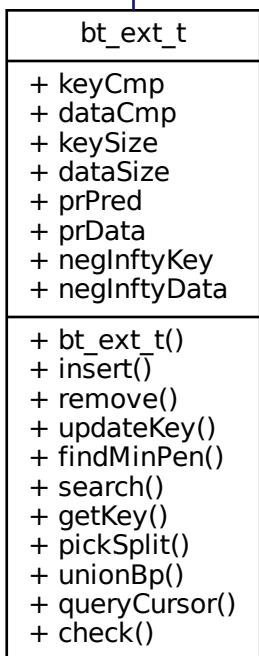 bt_ext_t
+ keyCmp
+ dataCmp
+ keySize
+ dataSize
+ prPred
+ prData
+ negInftyKey
+ negInftyData
+ bt_ext_t()
+ insert()
+ remove()
+ updateKey()
+ findMinPen()
+ search()
+ getKey()
+ pickSplit()
+ unionBp()
+ queryCursor()
+ check()